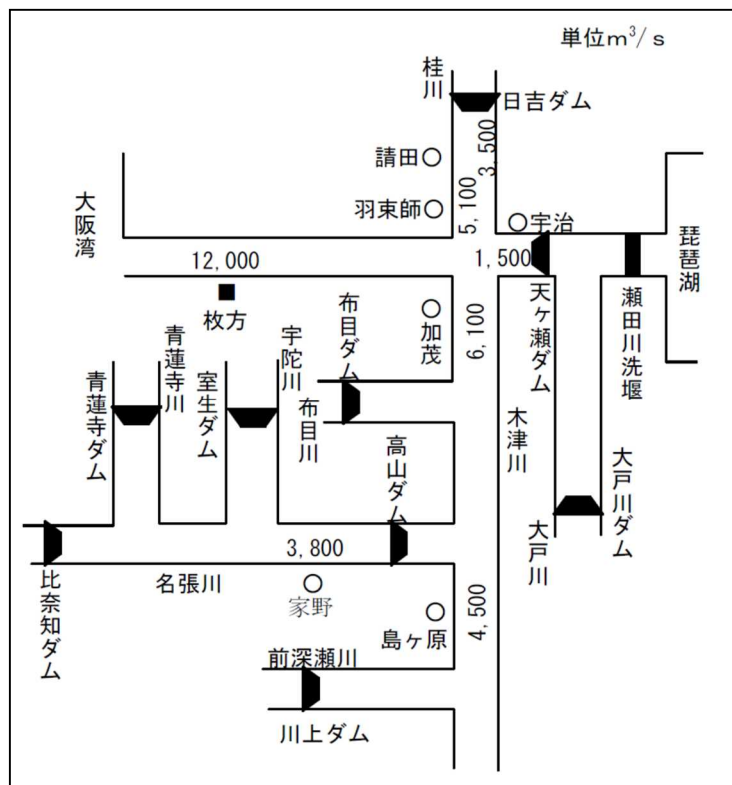 単位m³/s
桂川
日吉ダム
3,500
請田
5,100
羽束師
宇治
大阪湾
琵琶湖
12,000
1,500
枚方
天ヶ瀬ダム
瀬田川洗堰
布目ダム
加茂
6,100
青蓮寺川
青蓮寺ダム
室生ダム
宇陀川
布目川
高山ダム
木津川
大戸川ダム
大戸川
3,800
名張川
家野
比奈知ダム
島ヶ原
4,500
前深瀬川
川上ダム